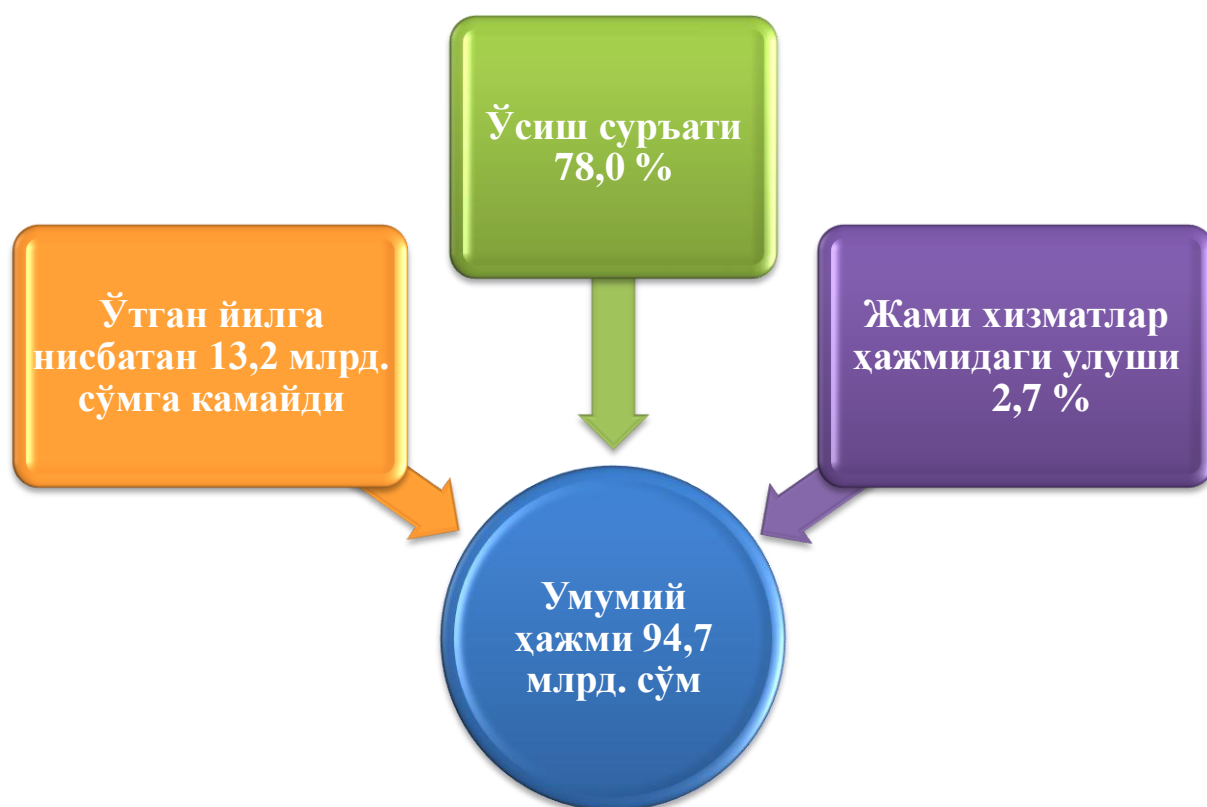 Ўсиш суръати
78,0 %
Ўтган йилга
нисбатан 13,2 млрд.
сўмга камайди
Жами хизматлар
ҳажмидаги улуши
2,7 %
Умумий
ҳажми 94,7
млрд. сўм